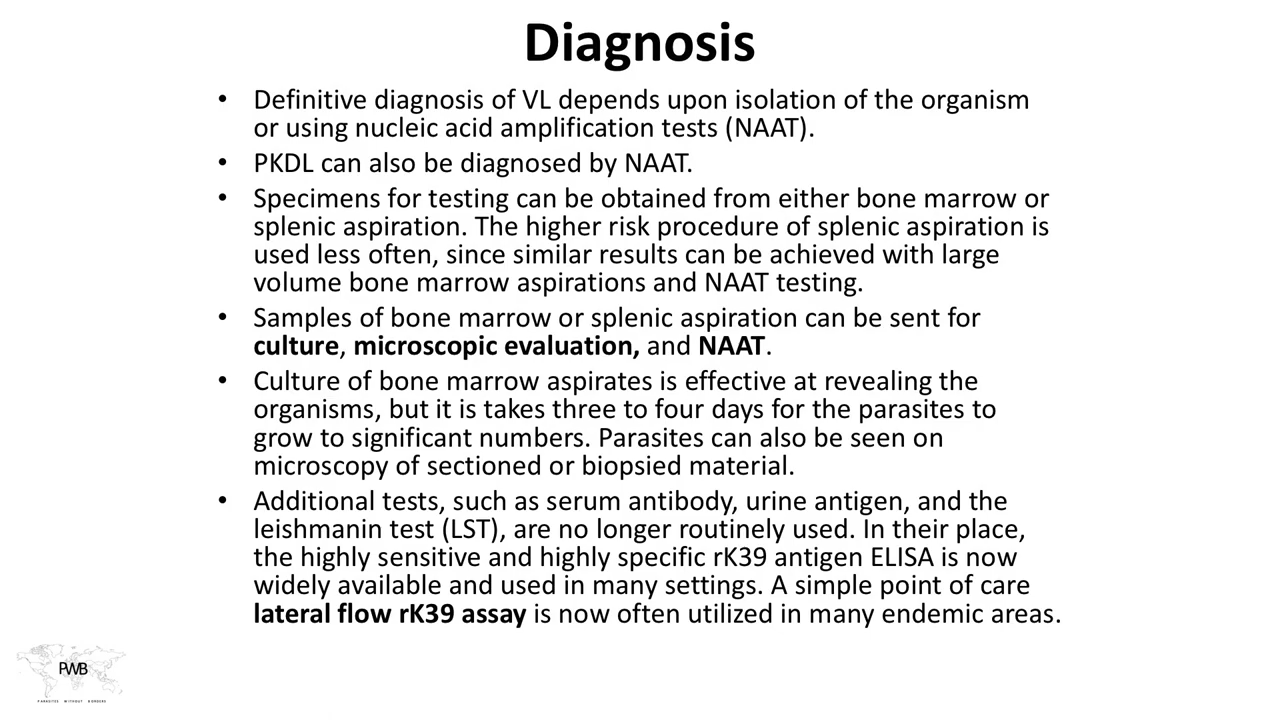 Diagnosis
• Definitive diagnosis of VL depends upon isolation of the organism
or using nucleic acid amplification tests (NAAT).
• PKDL can also be diagnosed by NAAT.
• Specimens for testing can be obtained from either bone marrow or
splenic aspiration. The higher risk procedure of splenic aspiration is
used less often, since similar results can be achieved with large
volume bone marrow aspirations and NAAT testing.
• Samples of bone marrow or splenic aspiration can be sent for
culture, microscopic evaluation, and NAAT.
• Culture of bone marrow aspirates is effective at revealing the
organisms, but it is takes three to four days for the parasites to
grow to significant numbers. Parasites can also be seen on
microscopy of sectioned or biopsied material.
• Additional tests, such as serum antibody, urine antigen, and the
leishmanin test (LST), are no longer routinely used. In their place,
the highly sensitive and highly specific rK39 antigen ELISA is now
widely available and used in many settings. A simple point of care
lateral flow rK39 assay is now often utilized in many endemic areas.
PWB
PARASITES WITHOUT BORDERS